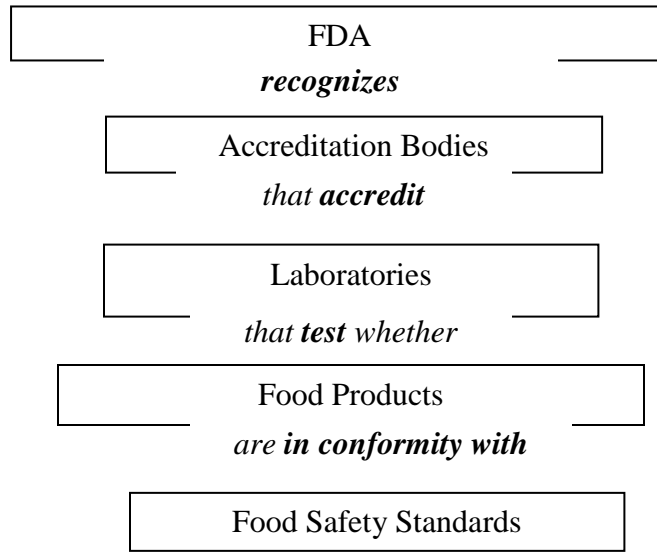 FDA
recognizes
Accreditation Bodies
that accredit
Laboratories
that test whether
Food Products
are in conformity with
Food Safety Standards